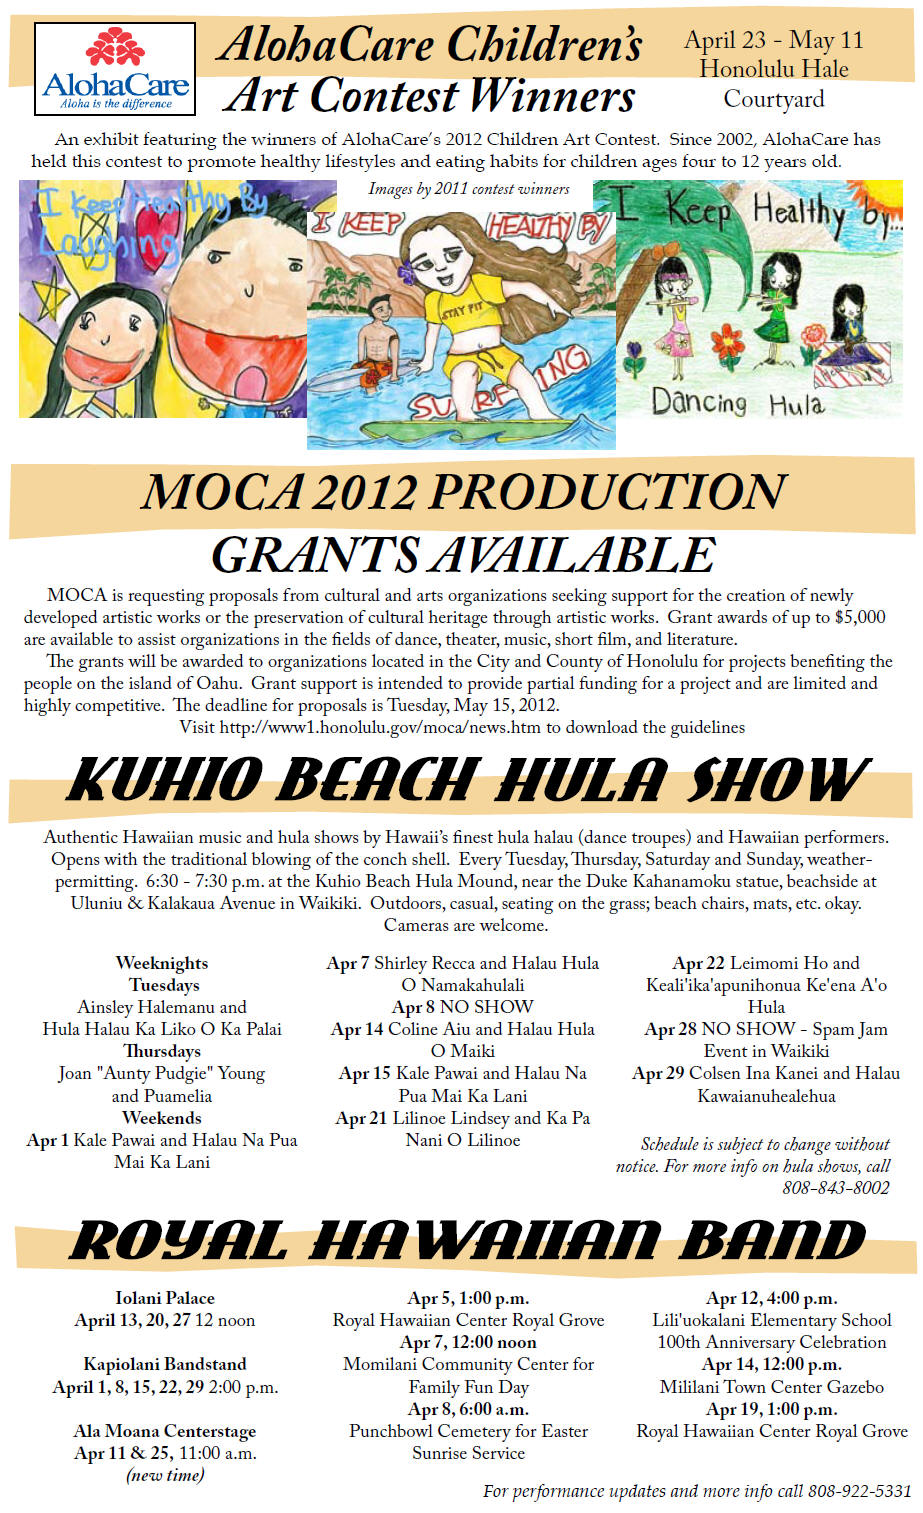 AlohaCare
Aloha is the difference
AlohaCare Children's
Art Contest Winners
April 23 - May 11
Honolulu Hale
Courtyard
An exhibit featuring the winners of AlohaCare's 2012 Children Art Contest. Since 2002, AlohaCare has
held this contest to promote healthy lifestyles and eating habits for children ages four to 12 years old.
Images by 2011 contest winners
I Keep Healthy By
Laughing
I KEEP HEALTHY BY
STAY FIT
SURFING
I Keep Healthy by...
Dancing Hula
MOCA 2012 PRODUCTION
GRANTS AVAILABLE
MOCA is requesting proposals from cultural and arts organizations seeking support for the creation of newly
developed artistic works or the preservation of cultural heritage through artistic works. Grant awards of up to $5,000
are available to assist organizations in the fields of dance, theater, music, short film, and literature.
The grants will be awarded to organizations located in the City and County of Honolulu for projects benefiting the
people on the island of Oahu. Grant support is intended to provide partial funding for a project and are limited and
highly competitive. The deadline for proposals is Tuesday, May 15, 2012.
Visit http://www1.honolulu.gov/moca/news.htm to download the guidelines
KUHIO BEACH HULA SHOW
Authentic Hawaiian music and hula shows by Hawaii's finest hula halau (dance troupes) and Hawaiian performers.
Opens with the traditional blowing of the conch shell. Every Tuesday, Thursday, Saturday and Sunday, weather-
permitting. 6:30 - 7:30 p.m. at the Kuhio Beach Hula Mound, near the Duke Kahanamoku statue, beachside at
Uluniu & Kalakaua Avenue in Waikiki. Outdoors, casual, seating on the grass; beach chairs, mats, etc. okay.
Cameras are welcome.
Weeknights
Tuesdays
Ainsley Halemanu and
Hula Halau Ka Liko O Ka Palai
Thursdays
Joan "Aunty Pudgie" Young
and Puamelia
Weekends
Apr 1 Kale Pawai and Halau Na Pua
Mai Ka Lani
Apr 7 Shirley Recca and Halau Hula
O Namakahulali
Apr 8 NO SHOW
Apr 14 Coline Aiu and Halau Hula
O Maiki
Apr 15 Kale Pawai and Halau Na
Pua Mai Ka Lani
Apr 21 Lilinoe Lindsey and Ka Pa
Nani O Lilinoe
Apr 22 Leimomi Ho and
Keali'ika'apunihonua Ke'ena A'o
Hula
Apr 28 NO SHOW - Spam Jam
Event in Waikiki
Apr 29 Colsen Ina Kanei and Halau
Kawaianuhealehua
Schedule is subject to change without
notice. For more info on hula shows, call
808-843-8002
ROYAL HAWAIIAN BAND
Iolani Palace
April 13, 20, 27 12 noon
Kapiolani Bandstand
April 1, 8, 15, 22, 29 2:00 p.m.
Ala Moana Centerstage
Apr 11 & 25, 11:00 a.m.
(new time)
Apr 5, 1:00 p.m.
Royal Hawaiian Center Royal Grove
Apr 7, 12:00 noon
Momilani Community Center for
Family Fun Day
Apr 8, 6:00 a.m.
Punchbowl Cemetery for Easter
Sunrise Service
Apr 12, 4:00 p.m.
Lili'uokalani Elementary School
100th Anniversary Celebration
Apr 14, 12:00 p.m.
Mililani Town Center Gazebo
Apr 19, 1:00 p.m.
Royal Hawaiian Center Royal Grove
For performance updates and more info call 808-922-5331